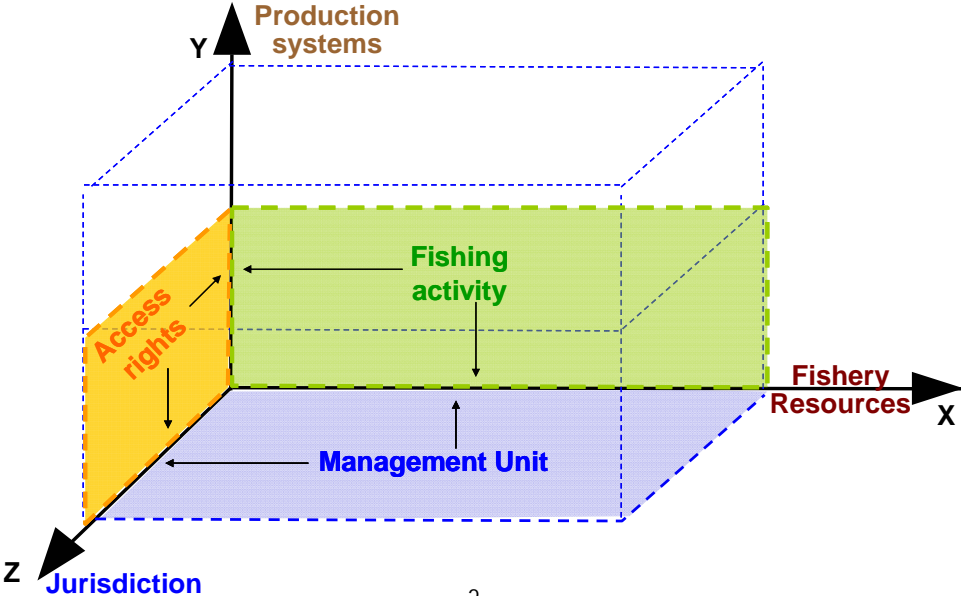 Production
systems
Y
Fishing
activity
Access
rights
Fishery
Resources
X
Management Unit
Z
Jurisdiction
a